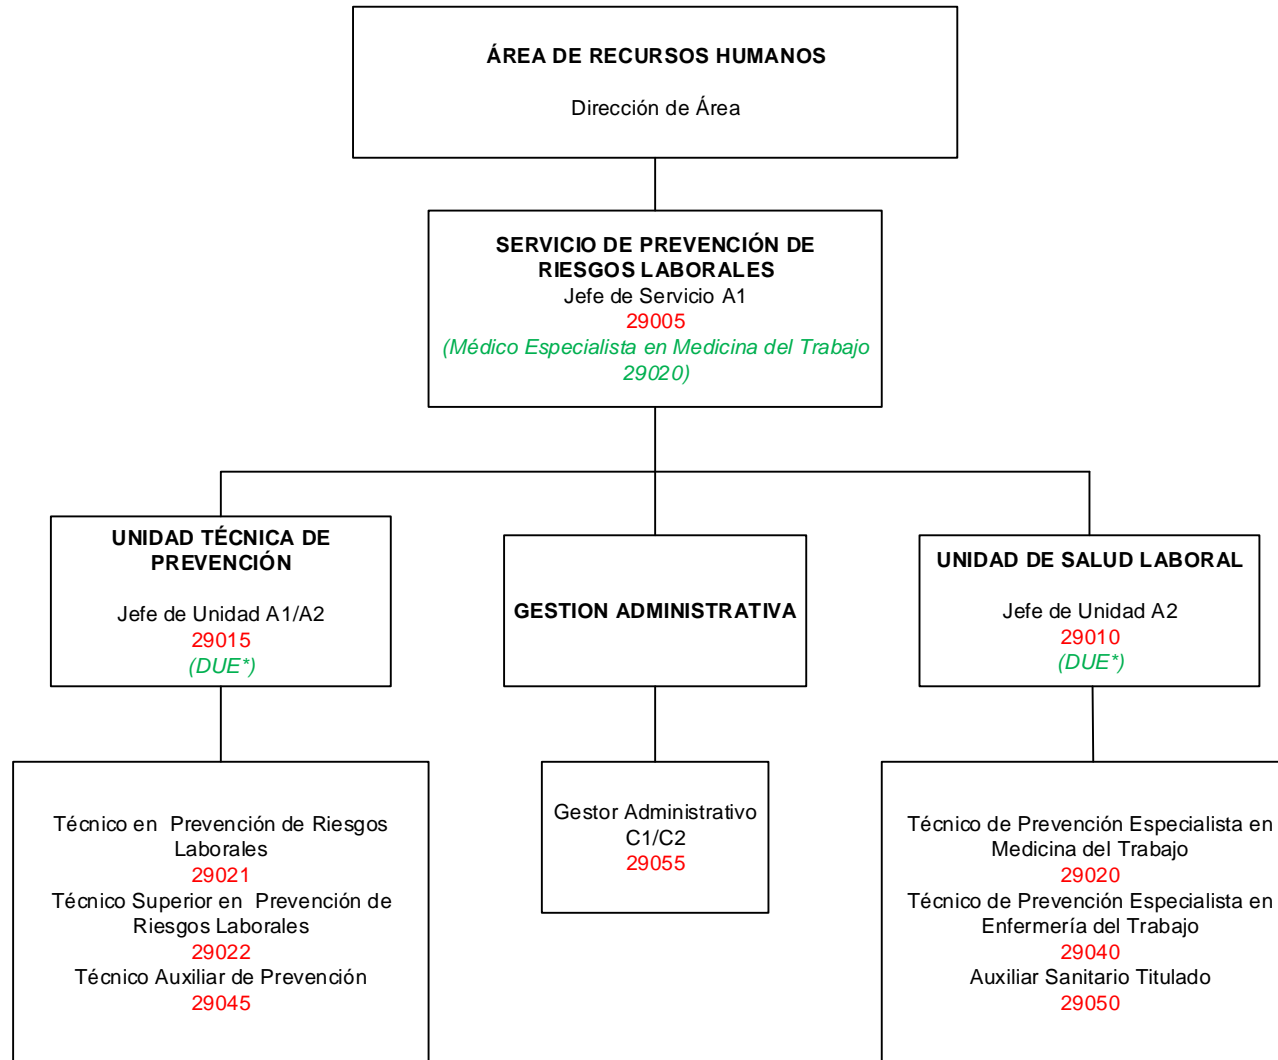 ÁREA DE RECURSOS HUMANOS
Dirección de Área
SERVICIO DE PREVENCIÓN DE
RIESGOS LABORALES
Jefe de Servicio A1
29005
(Médico Especialista en Medicina del Trabajo
29020)
UNIDAD TÉCNICA DE
PREVENCIÓN
Jefe de Unidad A1/A2
29015
(DUE*)
GESTION ADMINISTRATIVA
UNIDAD DE SALUD LABORAL
Jefe de Unidad A2
29010
(DUE*)
Técnico en Prevención de Riesgos
Laborales
29021
Técnico Superior en Prevención de
Riesgos Laborales
29022
Técnico Auxiliar de Prevención
29045
Gestor Administrativo
C1/C2
29055
Técnico de Prevención Especialista en
Medicina del Trabajo
29020
Técnico de Prevención Especialista en
Enfermería del Trabajo
29040
Auxiliar Sanitario Titulado
29050